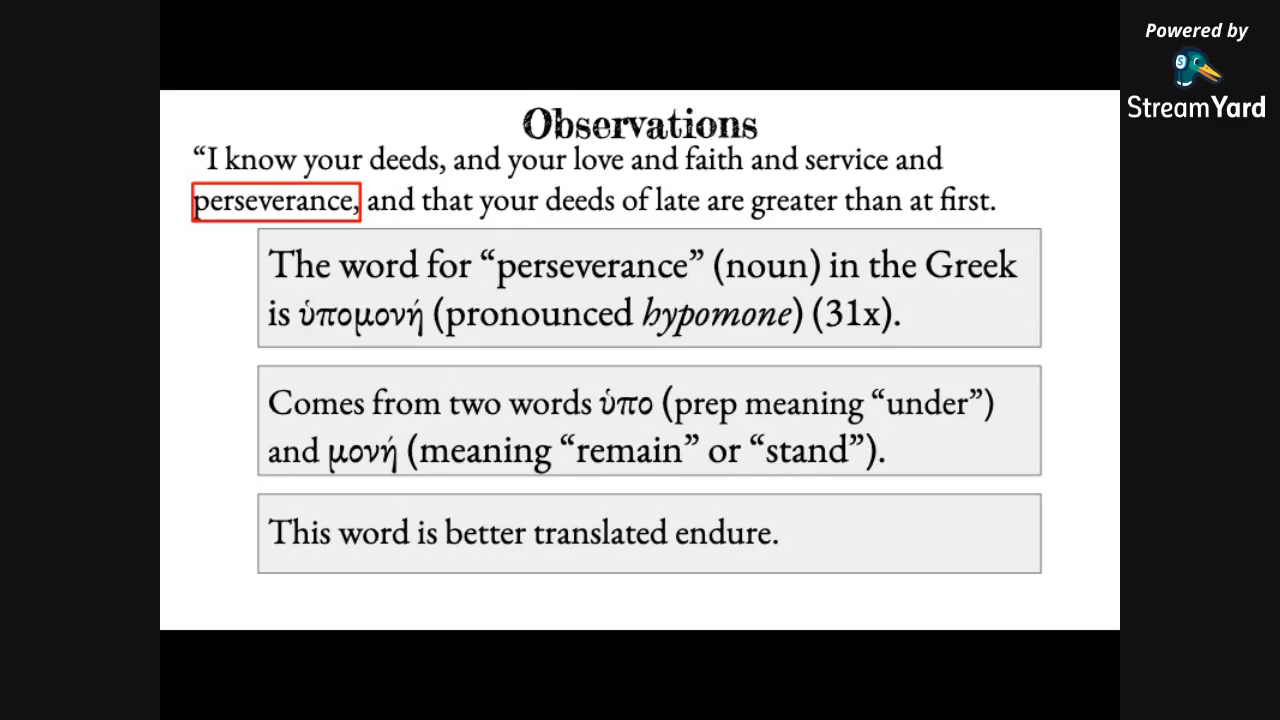 Powered by
StreamYard
Observations
“I know your deeds, and your love and faith and service and
perseverance, and that your deeds of late are greater than at first.
The word for “perseverance” (noun) in the Greek
is ὑπομονή (pronounced hypomone) (31x).
Comes from two words ὑπο (prep meaning “under”)
and μονή (meaning “remain” or “stand”).
This word is better translated endure.